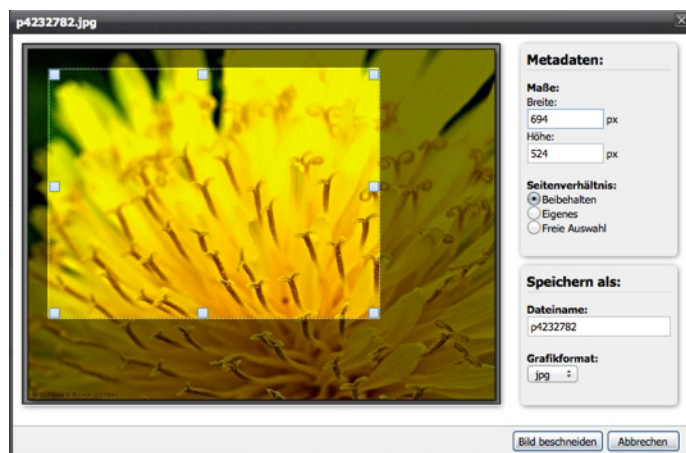 p4232782.jpg
Metadaten:
Maße:
Breite:
694 px
Höhe:
524 px
Seitenverhältnis:
Beibehalten
Eigenes
Freie Auswahl
Speichern als:
Dateiname:
p4232782
Grafikformat:
jpg
Bild beschneiden Abbrechen